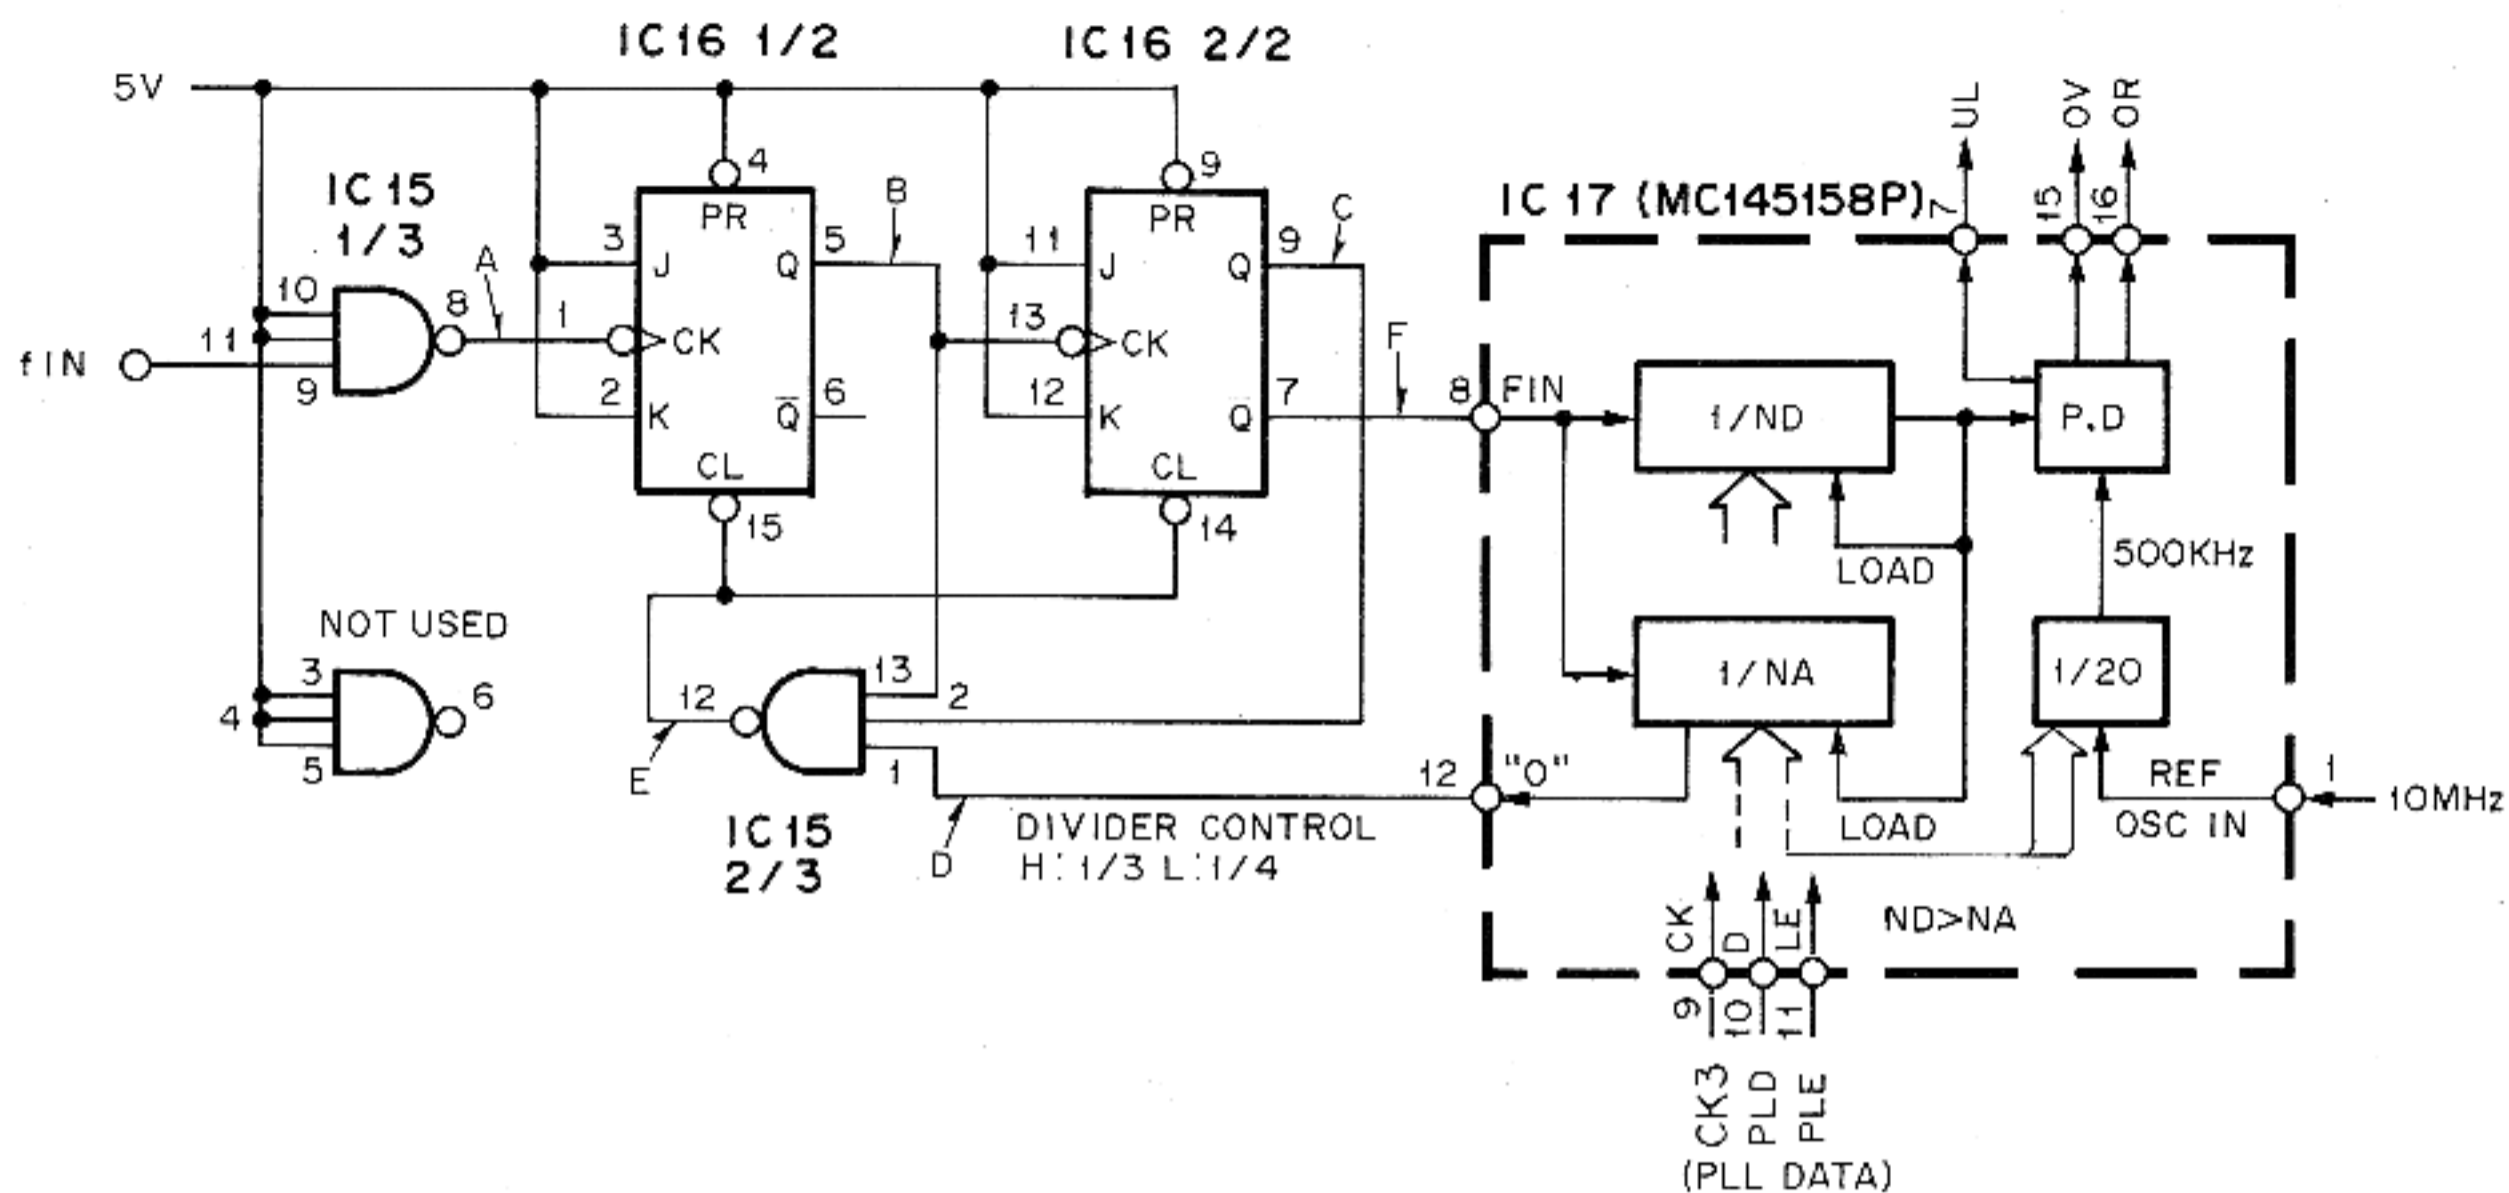 IC16 1/2
IC16 2/2
5V
UL
OV
OR
4
9
B
C
IC15
1/3
IC17 (MC145158P)
7
15
16
PR
PR
3
J
Q
5
11
J
Q
9
A
10
8
1
CK
13
CK
F
fIN
11
9
2
K
Q̄
6
12
K
Q
7
8
FIN
1/ND
P.D
CL
15
CL
14
LOAD
500KHz
NOT USED
3
4
5
6
12
13
2
1
1/NA
1/20
E
12
"O"
REF
OSC IN
1
10MHz
IC15
2/3
D
DIVIDER CONTROL
H:1/3 L:1/4
LOAD
CK
D
LE
ND>NA
9
10
11
CK3
PLD
PLE
(PLL DATA)